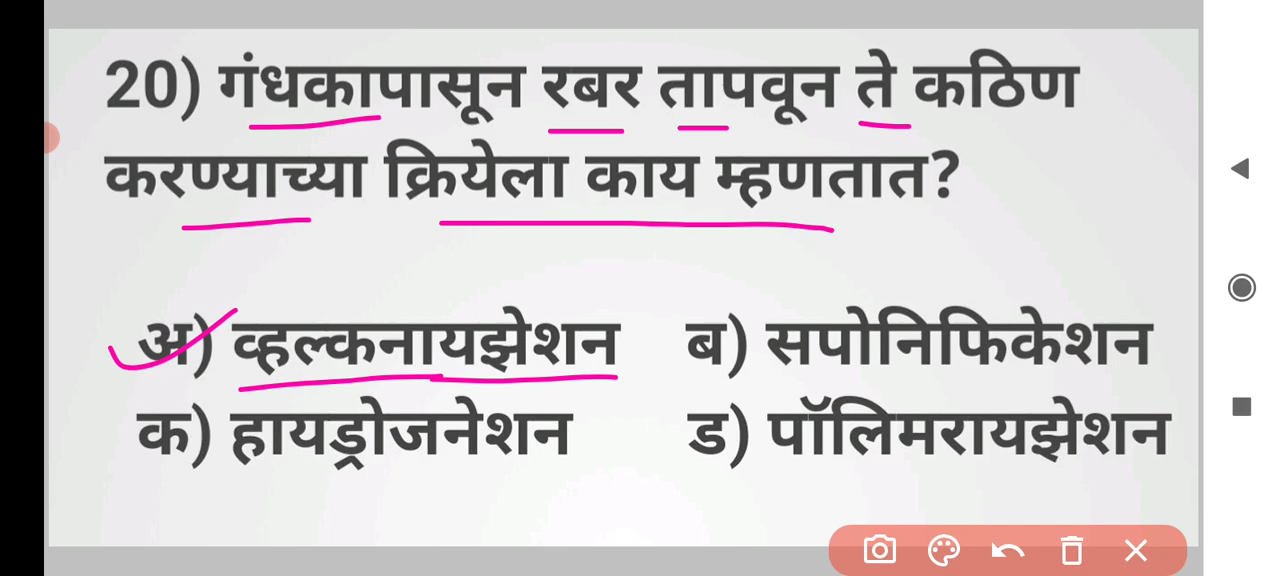 20) गंधकापासून रबर तापवून ते कठिण
करण्याच्या क्रियेला काय म्हणतात?
अ) व्हल्कनायझेशन ब) सपोनिफिकेशन
क) हायड्रोजनेशन ड) पॉलिमरायझेशन